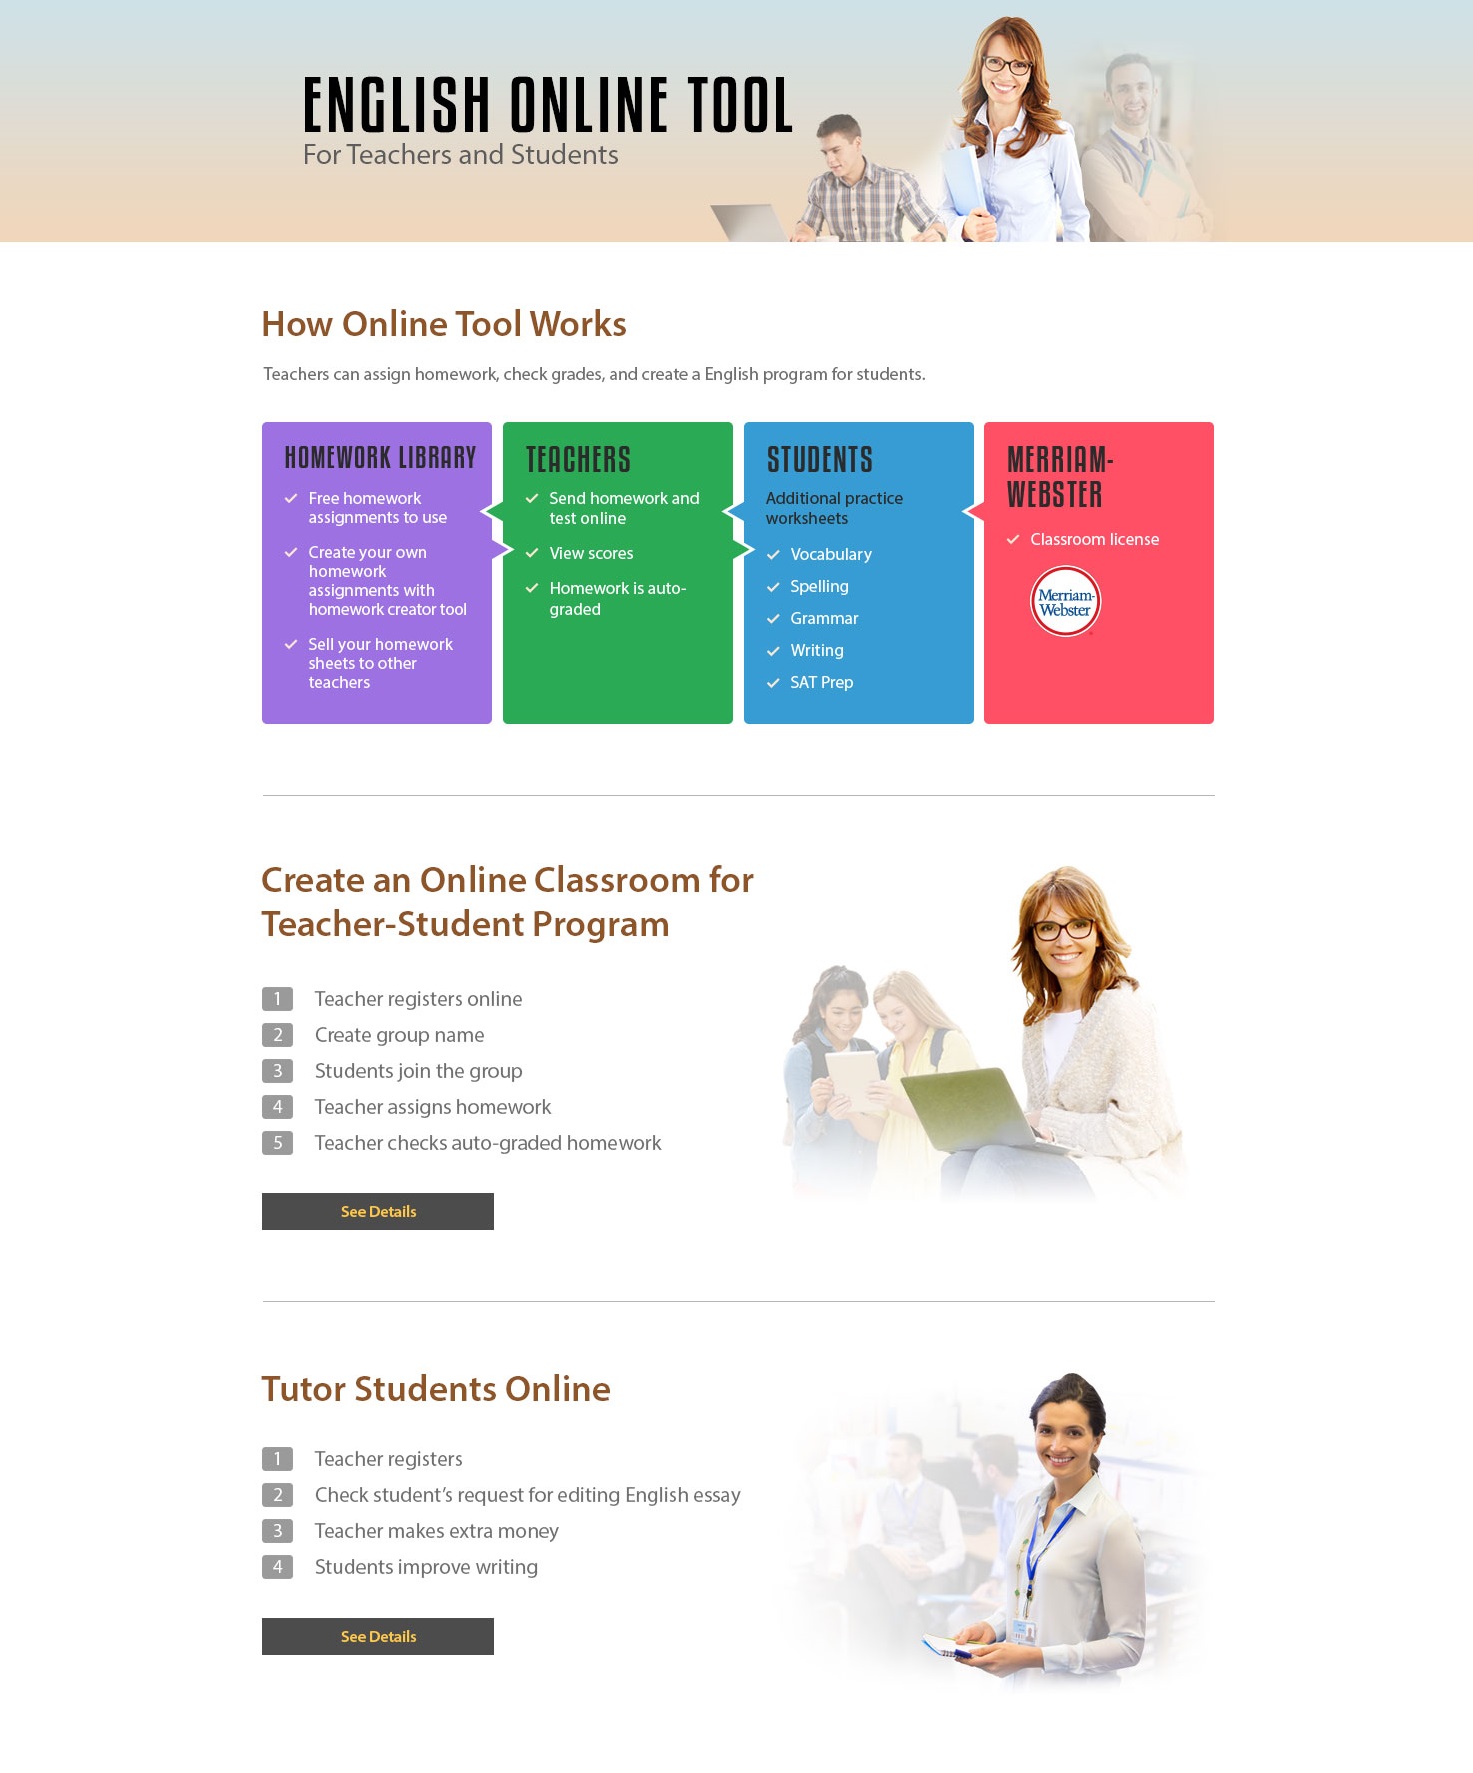 ENGLISH ONLINE TOOL
For Teachers and Students
How Online Tool Works
Teachers can assign homework, check grades, and create a English program for students.
HOMEWORK LIBRARY
Free homework
assignments to use
Create your own
homework
assignments with
homework creator tool
Sell your homework
sheets to other
teachers
TEACHERS
Send homework and
test online
View scores
Homework is auto-
graded
STUDENTS
Additional practice
worksheets
Vocabulary
Spelling
Grammar
Writing
SAT Prep
MERRIAM-
WEBSTER
Classroom license
Merriam-
Webster
Create an Online Classroom for
Teacher-Student Program
1 Teacher registers online
2 Create group name
3 Students join the group
4 Teacher assigns homework
5 Teacher checks auto-graded homework
See Details
Tutor Students Online
1 Teacher registers
2 Check student’s request for editing English essay
3 Teacher makes extra money
4 Students improve writing
See Details